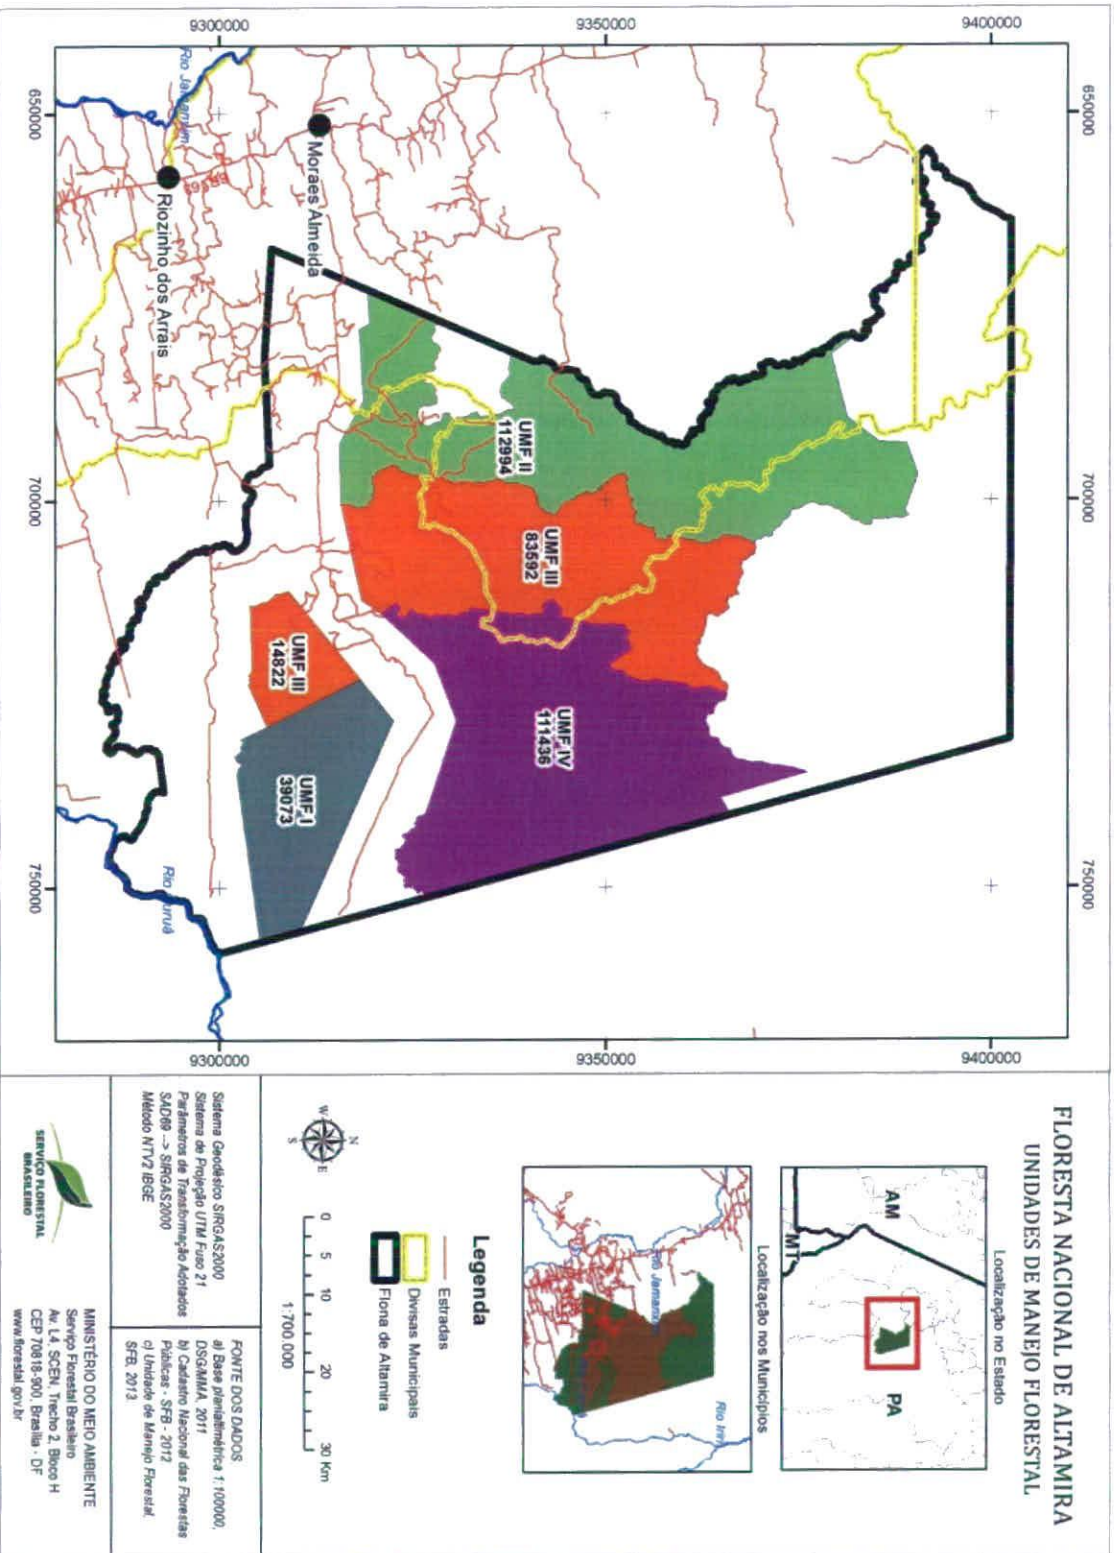 FLORESTA NACIONAL DE ALTAMIRA
UNIDADES DE MANEJO FLORESTAL
Localização no Estado
AM
PA
MT
Localização nos Municípios
Rio Jamanxim
Rio Iriri
Legenda
Estradas
Divisas Municipais
Flona de Altamira
1:700.000
0 5 10 20 30 Km
N
W E
S
Sistema Geodésico SIRGAS2000
Sistema de Projeção UTM Fuso 21
Parâmetros de Transformação Adotados
SAD69 --> SIRGAS2000
Método NTV2 IBGE
FONTE DOS DADOS
a) Base planialtimétrica 1:100000,
DSG/MMA, 2011
b) Cadastro Nacional das Florestas
Públicas - SFB - 2012
c) Unidade de Manejo Florestal,
SFB, 2013.
SERVIÇO FLORESTAL
BRASILEIRO
MINISTÉRIO DO MEIO AMBIENTE
Serviço Florestal Brasileiro
Av. L4, SCEN, Trecho 2, Bloco H
CEP 70818-900, Brasília - DF
www.florestal.gov.br
650000
700000
750000
650000
700000
750000
9400000
9350000
9300000
9400000
9350000
9300000
UMF II
112994
UMF III
83592
UMF IV
111436
UMF III
14822
UMF I
39073
Moraes Almeida
Riozinho dos Arrais
Rio Jamanxim